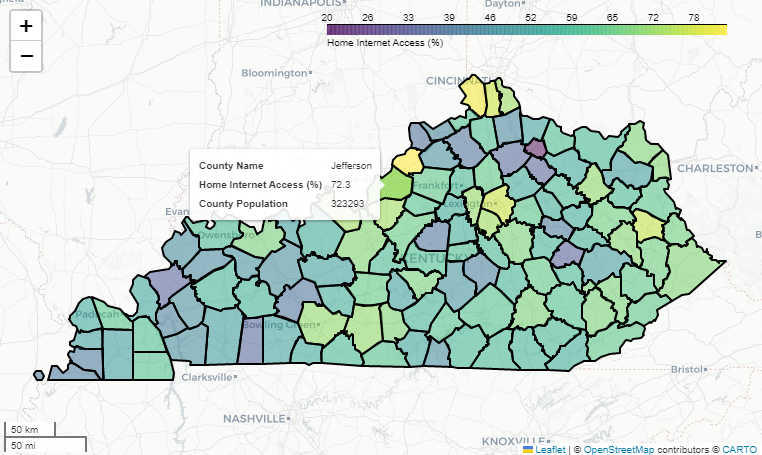 INDIANAPOLIS
Dayton
+
−
20 26 33 39 46 52 59 65 72 78
Home Internet Access (%)
Bloomington
CINCINNATI
County Name Jefferson
Home Internet Access (%) 72.3
County Population 323293
CHARLESTON
Frankfort
Lexington
Evan
Owensboro
KENTUCKY
Paducah
Bowling Green
Clarksville
Bristol
NASHVILLE
KNOXVILLE
50 km
50 mi
Leaflet | © OpenStreetMap contributors © CARTO